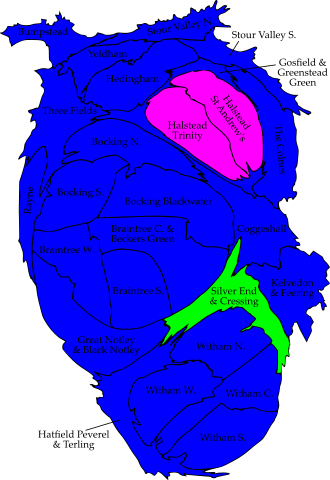 Bumpstead
Stour Valley N.
Stour Valley S.
Yeldham
Gosfield &
Greenstead
Green
Hedingham
Three Fields
Halstead
St Andrew's
Halstead
Trinity
The Colnes
Bocking N.
Rayne
Bocking S.
Bocking Blackwater
Coggeshall
Braintree C. &
Beckers Green
Braintree W.
Kelvedon
& Feering
Silver End
& Cressing
Braintree S.
Great Notley
& Black Notley
Witham N.
Witham W.
Witham C.
Hatfield Peverel
& Terling
Witham S.